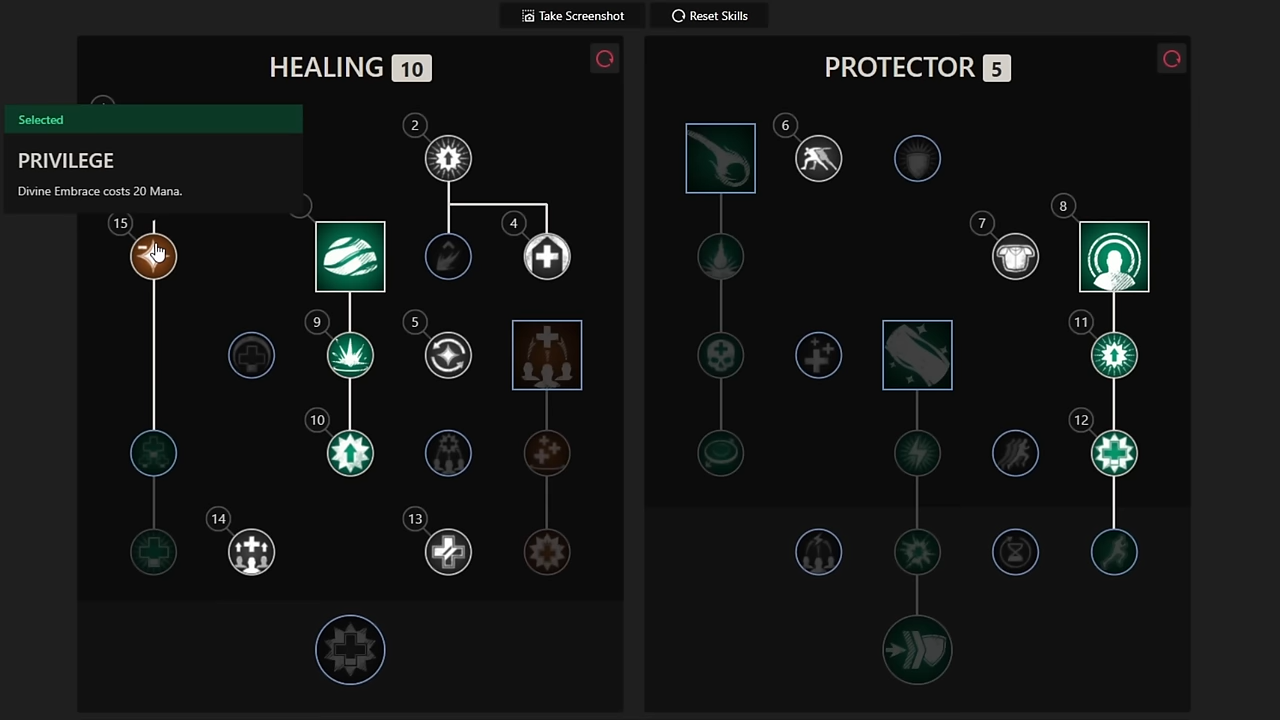 Take Screenshot
Reset Skills
HEALING 10
PROTECTOR 5
Selected
PRIVILEGE
Divine Embrace costs 20 Mana.
2
6
15
4
7
8
9
5
11
10
12
14
13